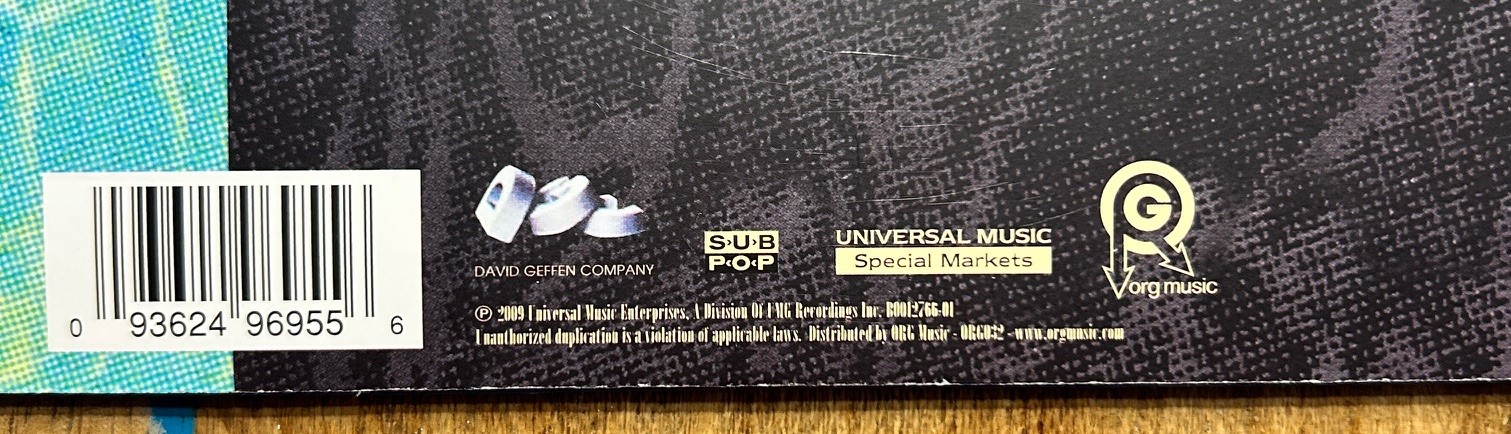 0 93624 96955 6
DAVID GEFFEN COMPANY
S·U·B
P·O·P
UNIVERSAL MUSIC
Special Markets
G
org music
℗ 2009 Universal Music Enterprises, A Division Of UMG Recordings Inc. B0012766-01
Unauthorized duplication is a violation of applicable laws. Distributed by ORG Music - ORG032 - www.orgmusic.com